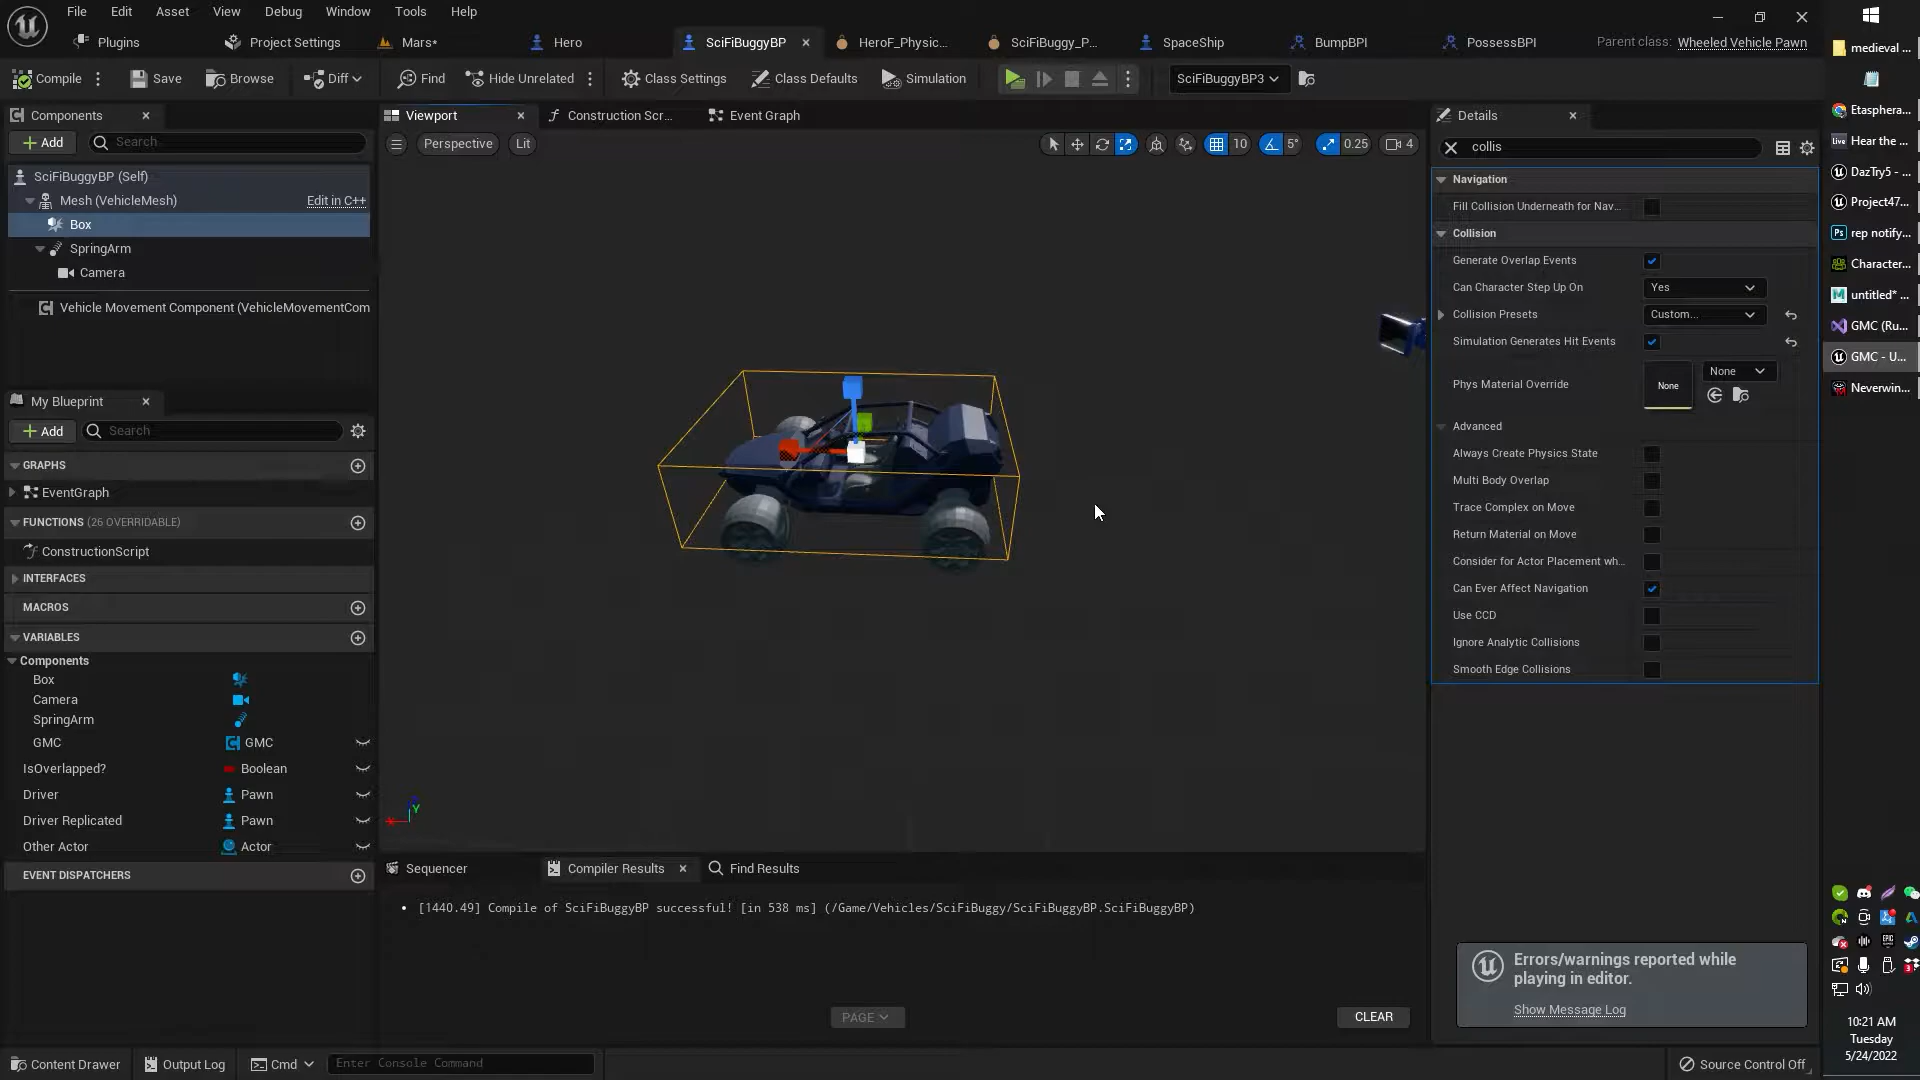 File Edit Asset View Debug Window Tools Help
Plugins Project Settings Mars* Hero SciFiBuggyBP HeroF_Physic... SciFiBuggy_P... SpaceShip BumpBPI PossessBPI Parent class: Wheeled Vehicle Pawn
Compile Save Browse Diff Find Hide Unrelated Class Settings Class Defaults Simulation SciFiBuggyBP3
Components
Add Search
SciFiBuggyBP (Self)
Mesh (VehicleMesh) Edit in C++
Box
SpringArm
Camera
Vehicle Movement Component (VehicleMovementCom
My Blueprint
Add Search
GRAPHS
EventGraph
FUNCTIONS (26 OVERRIDABLE)
ConstructionScript
INTERFACES
MACROS
VARIABLES
Components
Box
Camera
SpringArm
GMC GMC
IsOverlapped? Boolean
Driver Pawn
Driver Replicated Pawn
Other Actor Actor
EVENT DISPATCHERS
Viewport Construction Scr... Event Graph
Perspective Lit 10 5° 0.25 4
Y
X
Sequencer Compiler Results Find Results
[1440.49] Compile of SciFiBuggyBP successful! [in 538 ms] (/Game/Vehicles/SciFiBuggy/SciFiBuggyBP.SciFiBuggyBP)
PAGE CLEAR
Details
collis
Navigation
Fill Collision Underneath for Nav...
Collision
Generate Overlap Events
Can Character Step Up On Yes
Collision Presets Custom...
Simulation Generates Hit Events
Phys Material Override None None
Advanced
Always Create Physics State
Multi Body Overlap
Trace Complex on Move
Return Material on Move
Consider for Actor Placement wh...
Can Ever Affect Navigation
Use CCD
Ignore Analytic Collisions
Smooth Edge Collisions
Errors/warnings reported while
playing in editor.
Show Message Log
Content Drawer Output Log Cmd Enter Console Command Source Control Off
medieval ...
Etasphera...
Live Hear the ...
DazTry5 - ...
Project47...
Ps rep notify...
Character...
M untitled* ...
GMC (Ru...
GMC - U...
Neverwin...
10:21 AM
Tuesday
5/24/2022